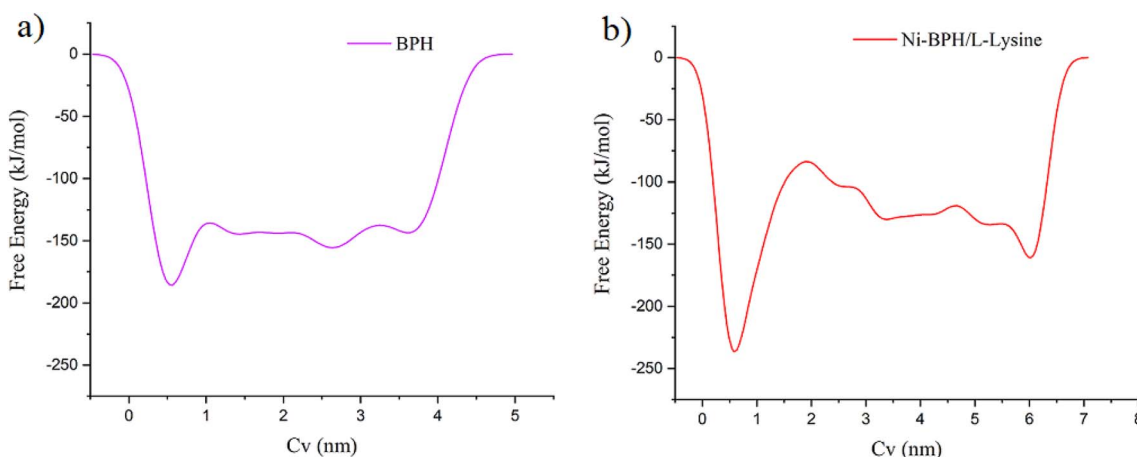 a)
BPH
0
-50
-100
-150
-200
-250
Free Energy (kJ/mol)
0 1 2 3 4 5
Cv (nm)
b)
Ni-BPH/L-Lysine
0
-50
-100
-150
-200
-250
Free Energy (kJ/mol)
0 1 2 3 4 5 6 7 8
Cv (nm)